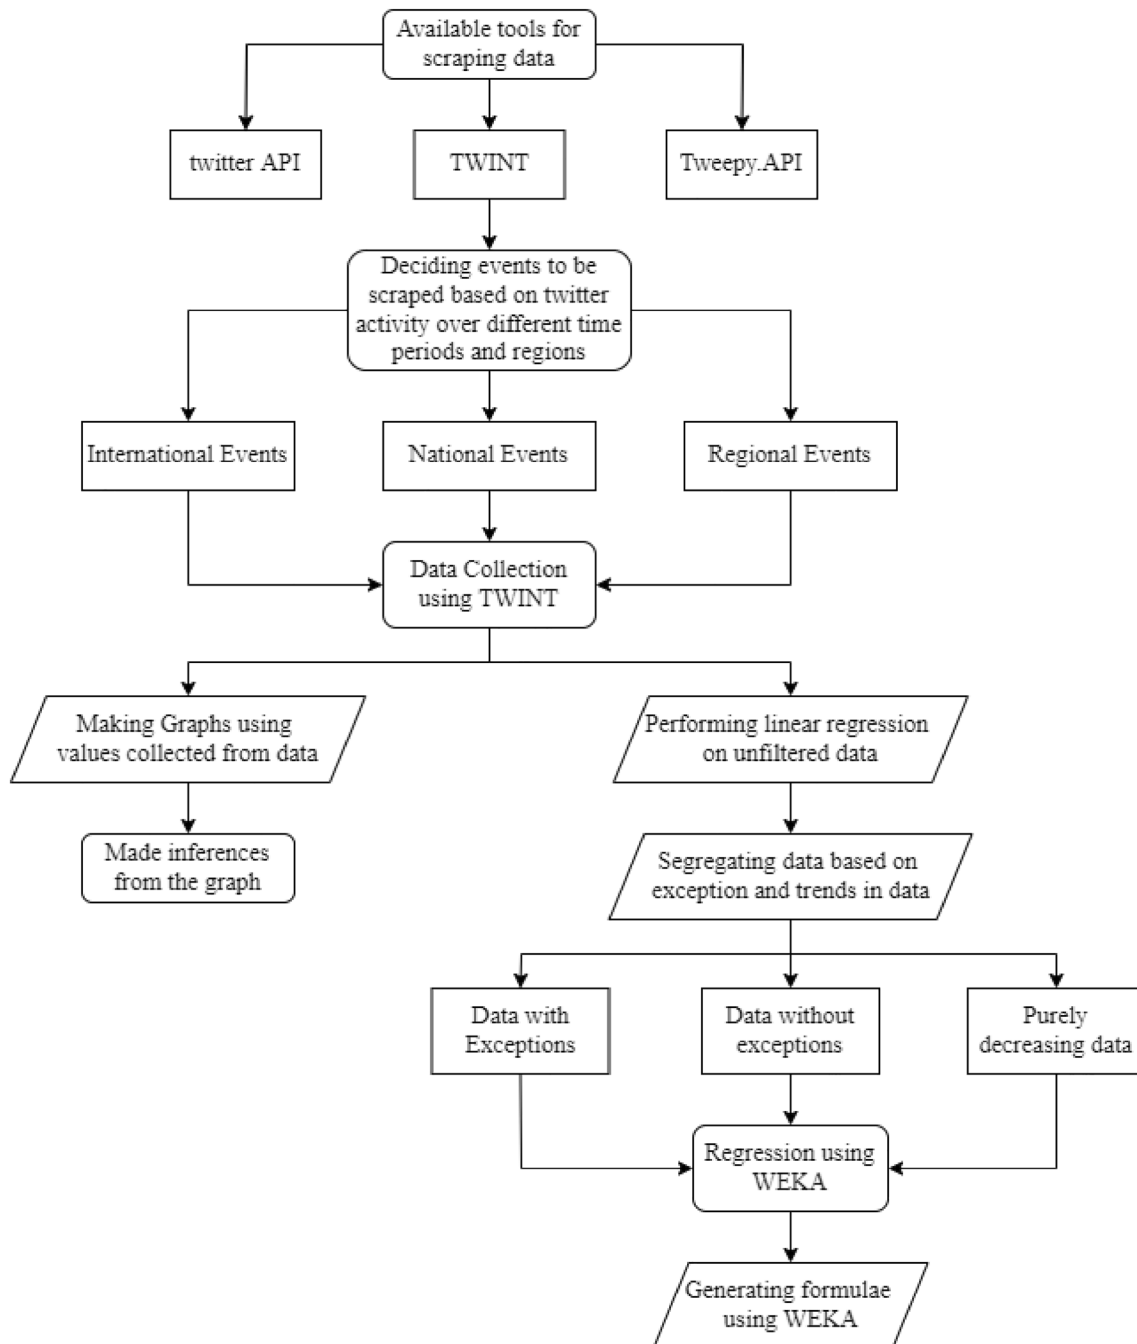 Available tools for
scraping data
twitter API
TWINT
Tweepy.API
Deciding events to be
scraped based on twitter
activity over different time
periods and regions
International Events
National Events
Regional Events
Data Collection
using TWINT
Making Graphs using
values collected from data
Performing linear regression
on unfiltered data
Made inferences
from the graph
Segregating data based on
exception and trends in data
Data with
Exceptions
Data without
exceptions
Purely
decreasing data
Regression using
WEKA
Generating formulae
using WEKA